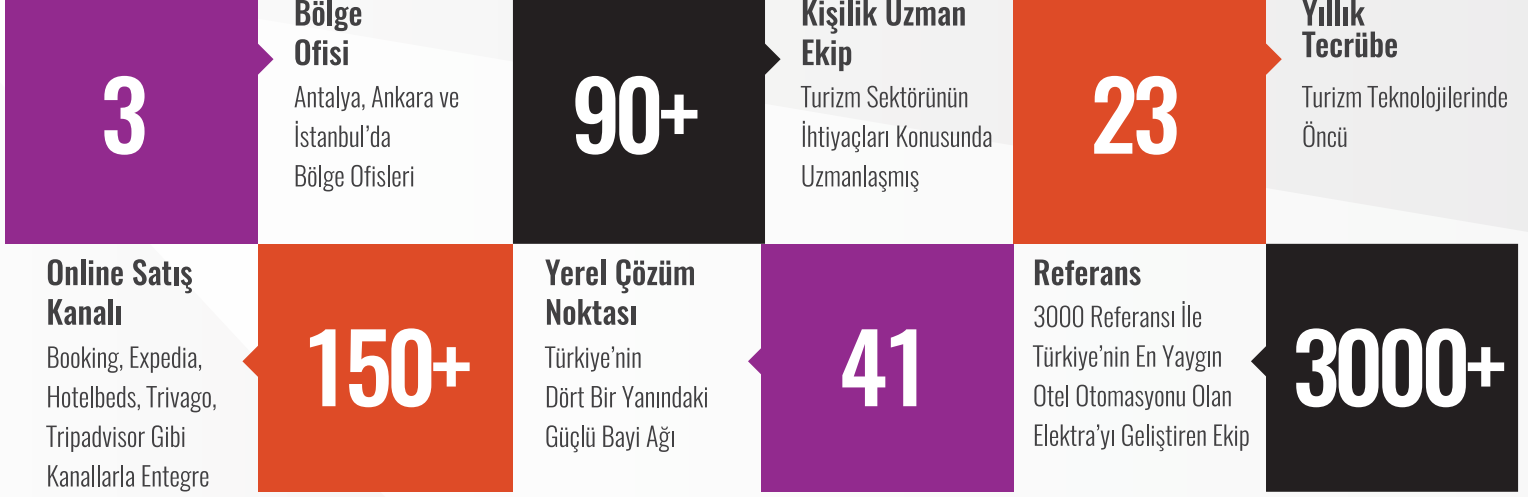 3
Bölge
Ofisi
Antalya, Ankara ve
İstanbul'da
Bölge Ofisleri
90+
Kişilik Uzman
Ekip
Turizm Sektörünün
İhtiyaçları Konusunda
Uzmanlaşmış
23
Yıllık
Tecrübe
Turizm Teknolojilerinde
Öncü
Online Satış
Kanalı
Booking, Expedia,
Hotelbeds, Trivago,
Tripadvisor Gibi
Kanallarla Entegre
150+
Yerel Çözüm
Noktası
Türkiye'nin
Dört Bir Yanındaki
Güçlü Bayi Ağı
41
Referans
3000 Referansı İle
Türkiye'nin En Yaygın
Otel Otomasyonu Olan
Elektra'yı Geliştiren Ekip
3000+